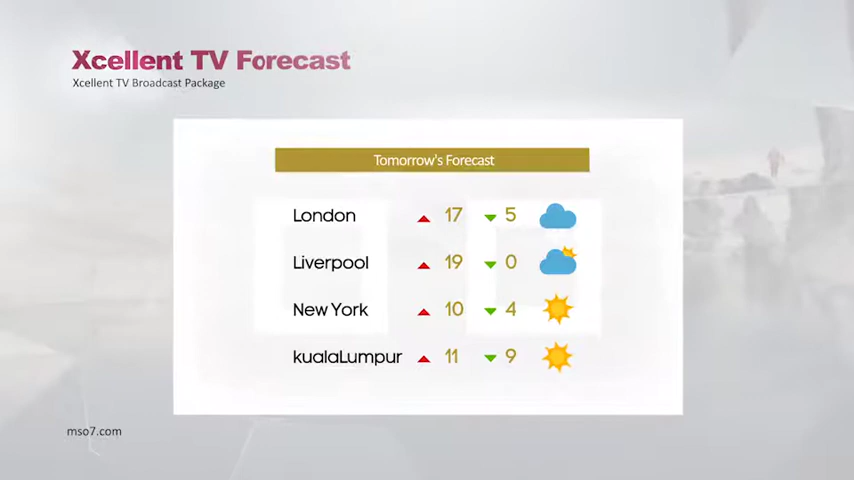 Xcellent TV Forecast
Xcellent TV Broadcast Package
Tomorrow's Forecast
London 17 5
Liverpool 19 0
New York 10 4
kualaLumpur 11 9
mso7.com